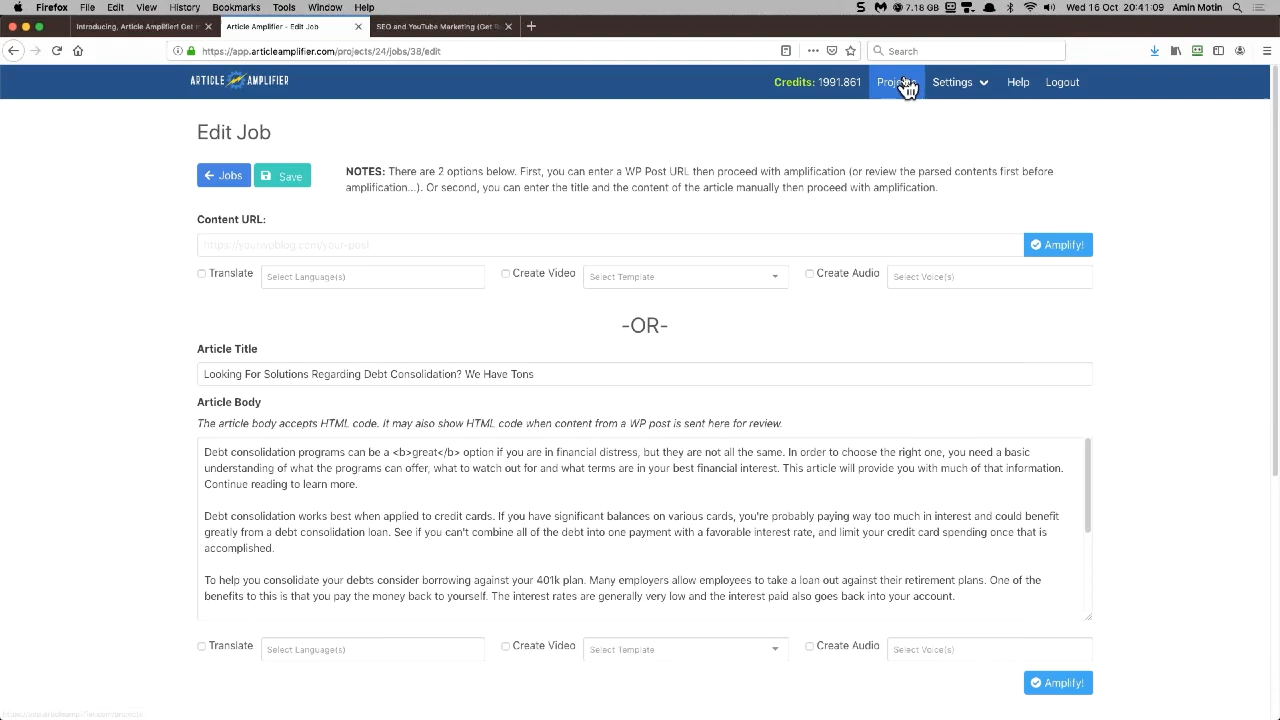 Firefox File Edit View History Bookmarks Tools Window Help
7.18 GB Wed 16 Oct 20:41:09 Amin Motin
Introducing, Article Amplifier! Get
Article Amplifier - Edit Job
SEO and YouTube Marketing (Get
https://app.articleamplifier.com/projects/24/jobs/38/edit
Search
ARTICLE AMPLIFIER
Credits: 1991.861
Settings
Help
Logout
Edit Job
Jobs
Save
NOTES: There are 2 options below. First, you can enter a WP Post URL then proceed with amplification (or review the parsed contents first before
amplification...). Or second, you can enter the title and the content of the article manually then proceed with amplification.
Content URL:
https://yourwpblog.com/your-post
Amplify!
Translate
Select Language(s)
Create Video
Select Template
Create Audio
Select Voice(s)
-OR-
Article Title
Looking For Solutions Regarding Debt Consolidation? We Have Tons
Article Body
The article body accepts HTML code. It may also show HTML code when content from a WP post is sent here for review.
Debt consolidation programs can be a <b>great</b> option if you are in financial distress, but they are not all the same. In order to choose the right one, you need a basic
understanding of what the programs can offer, what to watch out for and what terms are in your best financial interest. This article will provide you with much of that information.
Continue reading to learn more.
Debt consolidation works best when applied to credit cards. If you have significant balances on various cards, you're probably paying way too much in interest and could benefit
greatly from a debt consolidation loan. See if you can't combine all of the debt into one payment with a favorable interest rate, and limit your credit card spending once that is
accomplished.
To help you consolidate your debts consider borrowing against your 401k plan. Many employers allow employees to take a loan out against their retirement plans. One of the
benefits to this is that you pay the money back to yourself. The interest rates are generally very low and the interest paid also goes back into your account.
Translate
Select Language(s)
Create Video
Select Template
Create Audio
Select Voice(s)
Amplify!